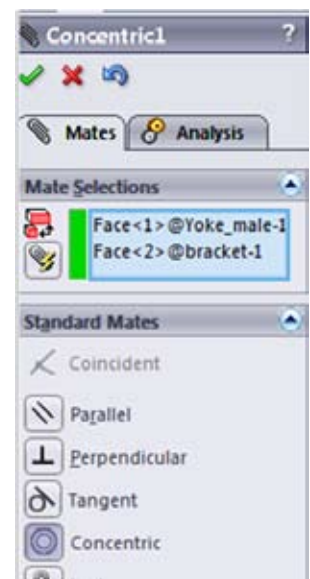 Concentric1 ?
Mates Analysis
Mate Selections
Face<1>@Yoke_male-1
Face<2>@bracket-1
Standard Mates
Coincident
Parallel
Perpendicular
Tangent
Concentric